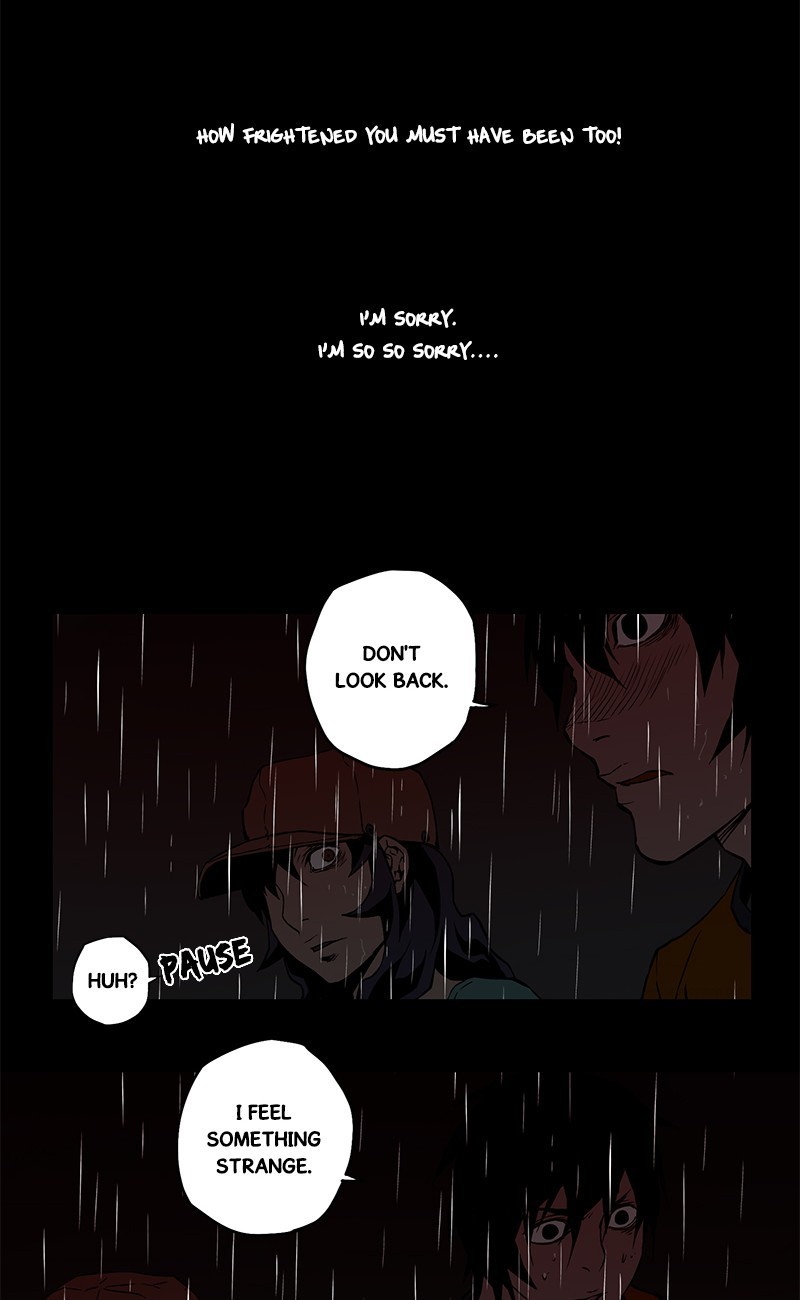 HOW FRIGHTENED YOU MUST HAVE BEEN TOO!
I'M SORRY.
I'M SO SO SORRY....
DON'T
LOOK BACK.
HUH?
PAUSE
I FEEL
SOMETHING
STRANGE.